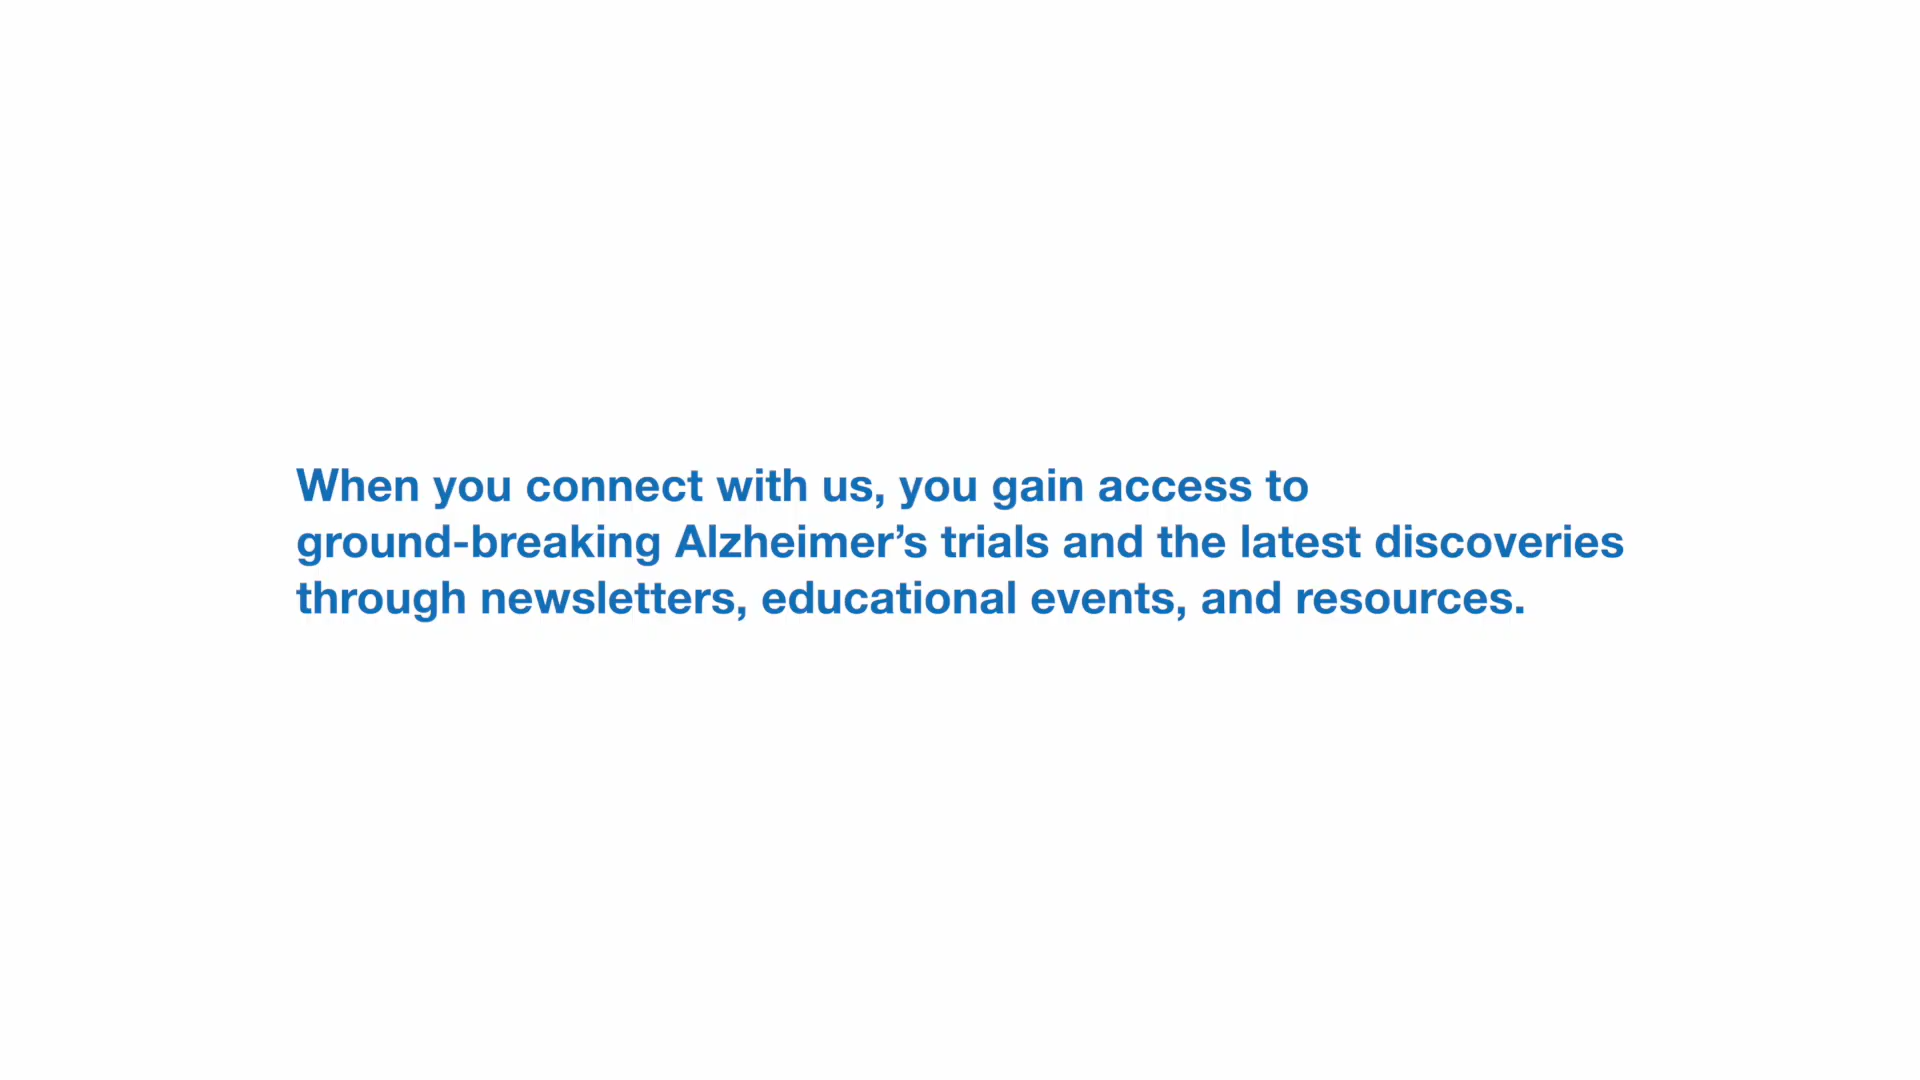 When you connect with us, you gain access to
ground-breaking Alzheimer’s trials and the latest discoveries
through newsletters, educational events, and resources.